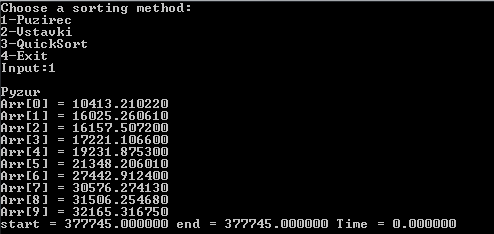 Choose a sorting method:
1-Puzirec
2-Vstavki
3-QuickSort
4-Exit
Input:1
Pyzur
Arr[0] = 10413.210220
Arr[1] = 16025.260610
Arr[2] = 16157.507200
Arr[3] = 17221.106600
Arr[4] = 19231.875300
Arr[5] = 21348.206010
Arr[6] = 27442.912400
Arr[7] = 30576.274130
Arr[8] = 31506.254680
Arr[9] = 32165.316750
start = 377745.000000 end = 377745.000000 Time = 0.000000